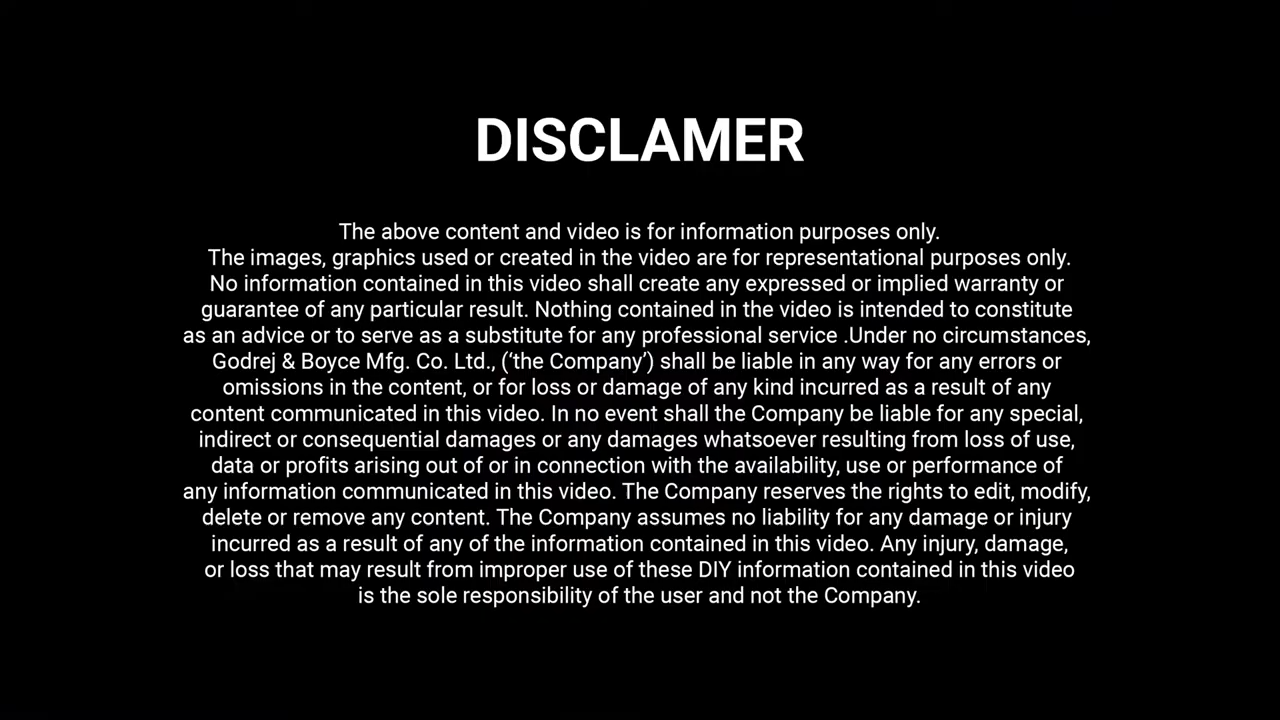 DISCLAMER
The above content and video is for information purposes only.
The images, graphics used or created in the video are for representational purposes only.
No information contained in this video shall create any expressed or implied warranty or
guarantee of any particular result. Nothing contained in the video is intended to constitute
as an advice or to serve as a substitute for any professional service .Under no circumstances,
Godrej & Boyce Mfg. Co. Ltd., (‘the Company’) shall be liable in any way for any errors or
omissions in the content, or for loss or damage of any kind incurred as a result of any
content communicated in this video. In no event shall the Company be liable for any special,
indirect or consequential damages or any damages whatsoever resulting from loss of use,
data or profits arising out of or in connection with the availability, use or performance of
any information communicated in this video. The Company reserves the rights to edit, modify,
delete or remove any content. The Company assumes no liability for any damage or injury
incurred as a result of any of the information contained in this video. Any injury, damage,
or loss that may result from improper use of these DIY information contained in this video
is the sole responsibility of the user and not the Company.